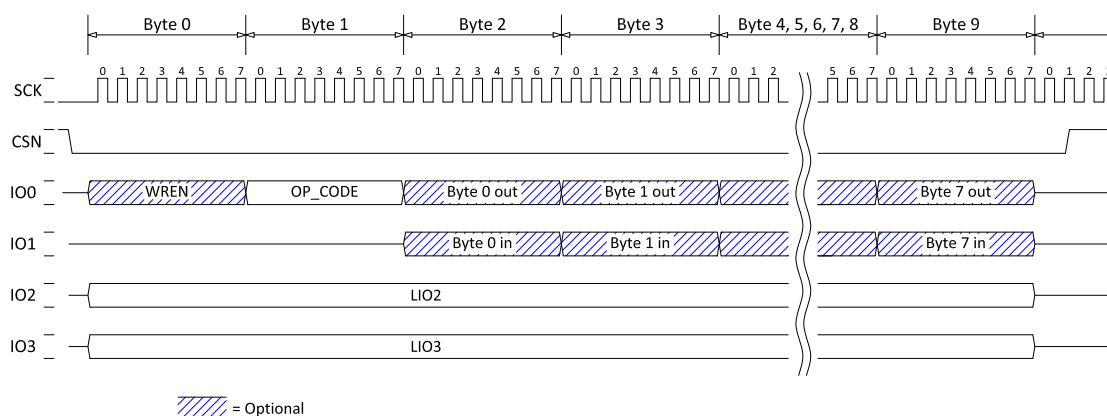 Byte 0 Byte 1 Byte 2 Byte 3 Byte 4, 5, 6, 7, 8 Byte 9
0 1 2 3 4 5 6 7 0 1 2 3 4 5 6 7 0 1 2 3 4 5 6 7 0 1 2 3 4 5 6 7 0 1 2 5 6 7 0 1 2 3 4 5 6 7 0 1 2 3
SCK
CSN
IO0 WREN OP_CODE Byte 0 out Byte 1 out Byte 7 out
IO1 Byte 0 in Byte 1 in Byte 7 in
IO2 LIO2
IO3 LIO3
= Optional